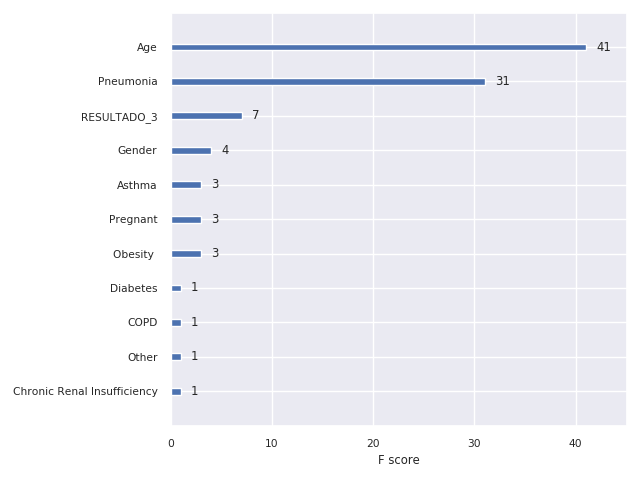 Age 41
Pneumonia 31
RESULTADO_3 7
Gender 4
Asthma 3
Pregnant 3
Obesity 3
Diabetes 1
COPD 1
Other 1
Chronic Renal Insufficiency 1
0 10 20 30 40
F score